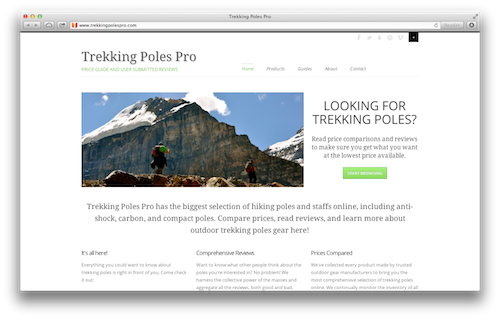 Trekking Poles Pro
www.trekkingpolespro.com
Reader
Trekking Poles Pro
PRICE GUIDE AND USER SUBMITTED REVIEWS
Home Products Guides About Contact
LOOKING FOR
TREKKING POLES?
Read price comparisons and reviews
to make sure you get what you want
at the lowest price available.
START BROWSING
Trekking Poles Pro has the biggest selection of hiking poles and staffs online, including anti-
shock, carbon, and compact poles. Compare prices, read reviews, and learn more about
outdoor trekking poles gear here!
It's all here! Comprehensive Reviews Prices Compared
Everything you could want to know about
trekking poles is right in front of you. Come check
it out.
Want to know what other people think about the
poles you're interested in? No problem! We
harness the collective power of the masses and
aggregate all the reviews, both good and bad,
We've collected every product made by trusted
outdoor gear manufacturers to bring you the
most comprehensive selection of trekking poles
online. We continually monitor the inventory of all